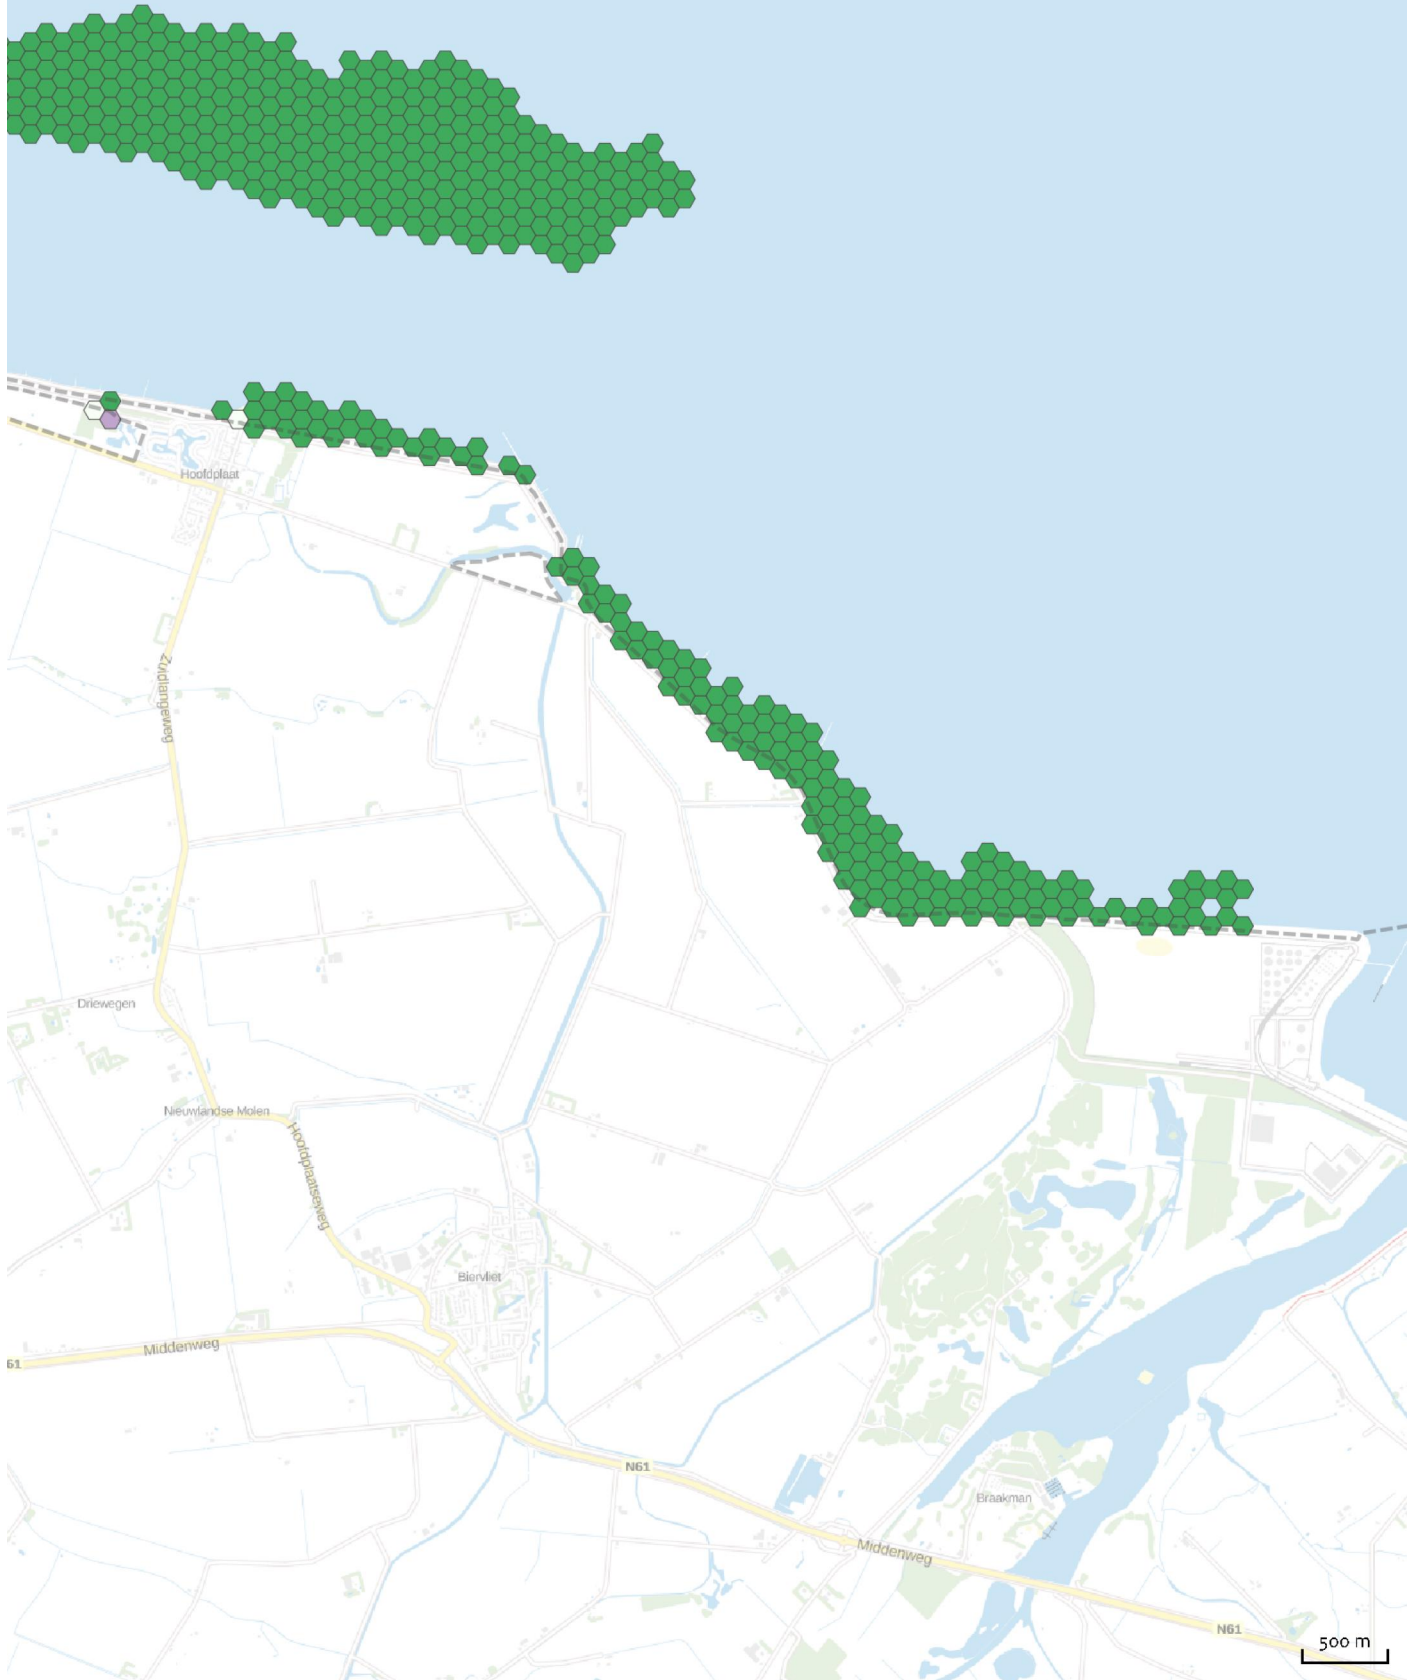 Hoofdplaat
Zuidlangeweg
Driewegen
Nieuwlandse Molen
Hoofdplaatseweg
Biervliet
61
Middenweg
N61
Braakman
Middenweg
N61
500 m